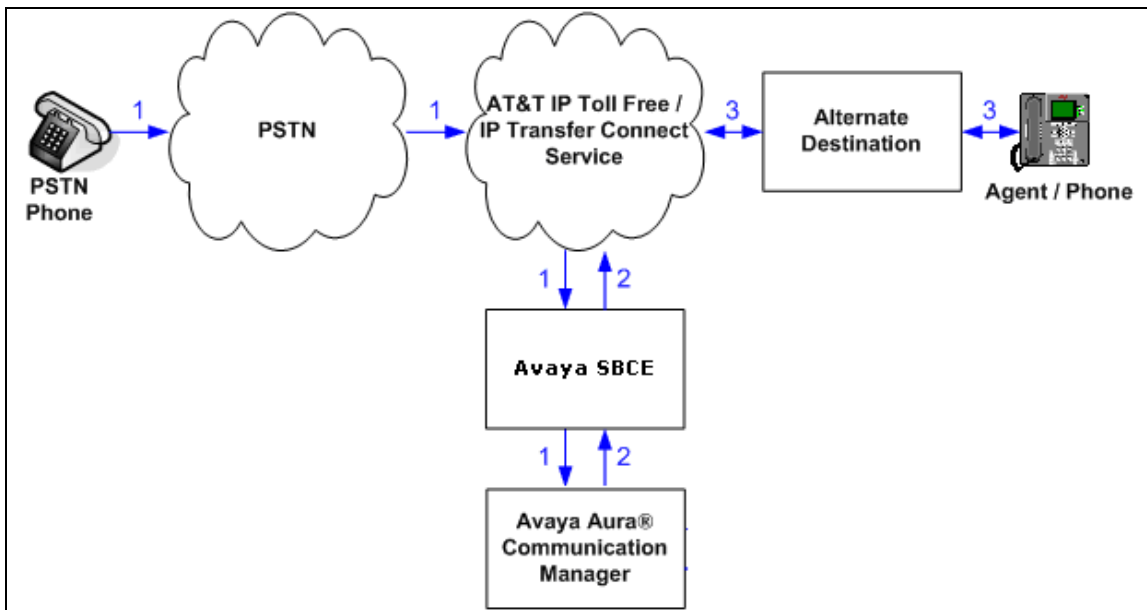 1
PSTN
Phone
PSTN
1
AT&T IP Toll Free /
IP Transfer Connect
Service
3
Alternate
Destination
3
Agent / Phone
1
2
Avaya SBCE
1
2
Avaya Aura®
Communication
Manager